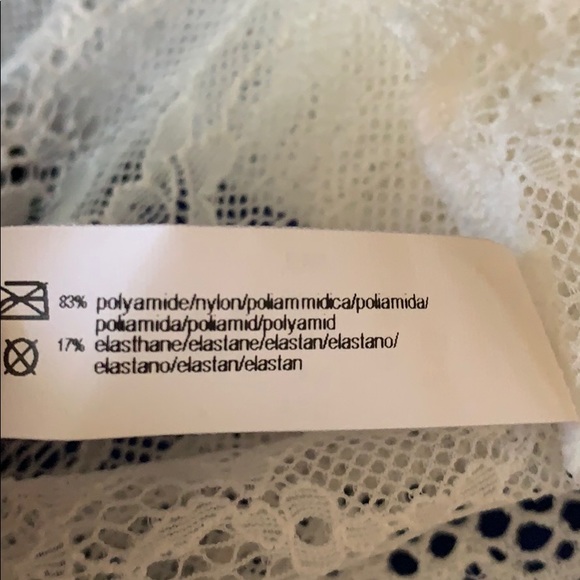 83% polyamide/nylon/poliammidica/poliamida/
poliamida/poliamid/polyamid
17% elasthane/elastane/elastan/elastano/
elastano/elastan/elastan